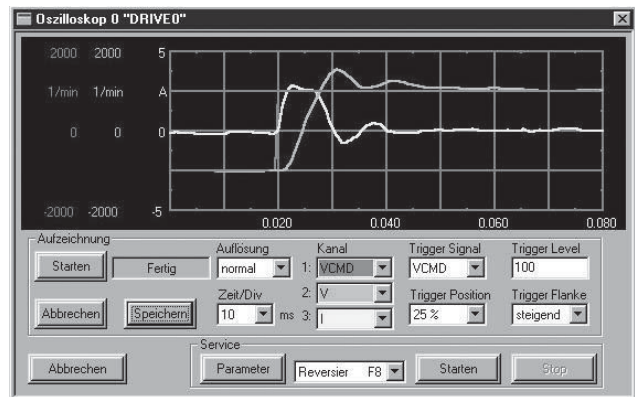 Oszilloskop 0 "DRIVE0"
2000 2000 5
1/min 1/min A
0 0 0
-2000 -2000 -5
0.020 0.040 0.060 0.080
Aufzeichnung
Starten Fertig
Auflösung Kanal Trigger Signal Trigger Level
normal 1: VCMD VCMD 100
Abbrechen Speichern
Zeit/Div 2: V Trigger Position Trigger Flanke
10 ms 3: I 25 % steigend
Service
Abbrechen Parameter Reversier F8 Starten Stop